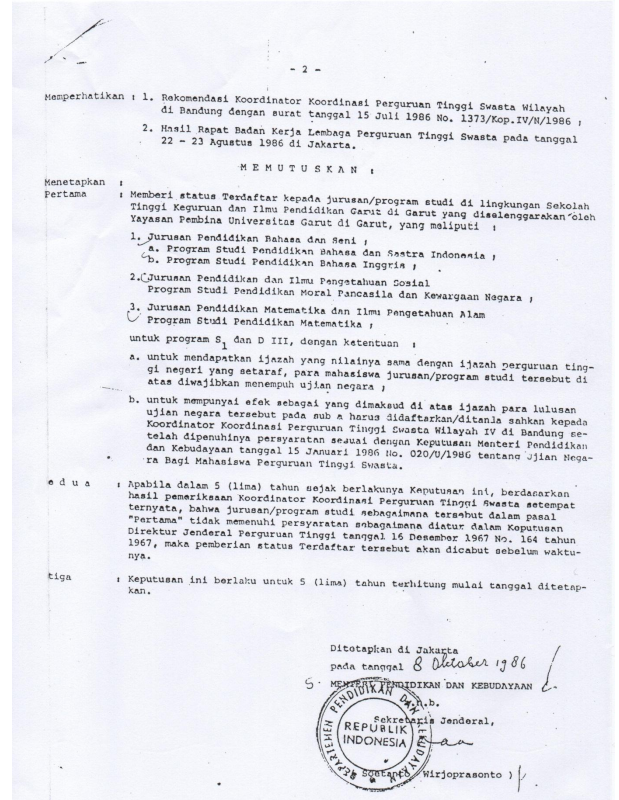 - 2 -
Memperhatikan : 1. Rekomendasi Koordinator Koordinasi Perguruan Tinggi Swasta Wilayah
di Bandung dengan surat tanggal 15 Juli 1986 No. 1373/Kop.IV/N/1986 ;
2. Hasil Rapat Badan Kerja Lembaga Perguruan Tinggi Swasta pada tanggal
22 - 23 Agustus 1986 di Jakarta.
M E M U T U S K A N :
Menetapkan :
Pertama : Memberi status Terdaftar kepada jurusan/program studi di lingkungan Sekolah
Tinggi Keguruan dan Ilmu Pendidikan Garut di Garut yang diselenggarakan oleh
Yayasan Pembina Universitas Garut di Garut, yang meliputi :
1. Jurusan Pendidikan Bahasa dan Seni ;
a. Program Studi Pendidikan Bahasa dan Sastra Indonesia ;
b. Program Studi Pendidikan Bahasa Inggris ;
2. Jurusan Pendidikan dan Ilmu Pengetahuan Sosial
Program Studi Pendidikan Moral Pancasila dan Kewargaan Negara ;
3. Jurusan Pendidikan Matematika dan Ilmu Pengetahuan Alam
Program Studi Pendidikan Matematika ;
untuk program S1 dan D III, dengan ketentuan :
a. untuk mendapatkan ijazah yang nilainya sama dengan ijazah perguruan ting-
gi negeri yang setaraf, para mahasiswa jurusan/program studi tersebut di
atas diwajibkan menempuh ujian negara ;
b. untuk mempunyai efek sebagai yang dimaksud di atas ijazah para lulusan
ujian negara tersebut pada sub a harus didaftarkan/ditanda sahkan kepada
Koordinator Koordinasi Perguruan Tinggi Swasta Wilayah IV di Bandung se-
telah dipenuhinya persyaratan sesuai dengan Keputusan Menteri Pendidikan
dan Kebudayaan tanggal 15 Januari 1986 No. 020/U/1986 tentang Ujian Nega-
ra Bagi Mahasiswa Perguruan Tinggi Swasta.
e d u a : Apabila dalam 5 (lima) tahun sejak berlakunya Keputusan ini, berdasarkan
hasil pemeriksaan Koordinator Koordinasi Perguruan Tinggi Swasta setempat
ternyata, bahwa jurusan/program studi sebagaimana tersebut dalam pasal
"Pertama" tidak memenuhi persyaratan sebagaimana diatur dalam Keputusan
Direktur Jenderal Perguruan Tinggi tanggal 16 Desember 1967 No. 164 tahun
1967, maka pemberian status Terdaftar tersebut akan dicabut sebelum waktu-
nya.
tiga : Keputusan ini berlaku untuk 5 (lima) tahun terhitung mulai tanggal ditetap-
kan.
Ditetapkan di Jakarta
pada tanggal 8 Oktober 1986
MENTERI PENDIDIKAN DAN KEBUDAYAAN
Sekretaris Jenderal,
DEPARTEMEN PENDIDIKAN DAN KEBUDAYAAN
REPUBLIK
INDONESIA
Soetanto Wirjoprasonto )